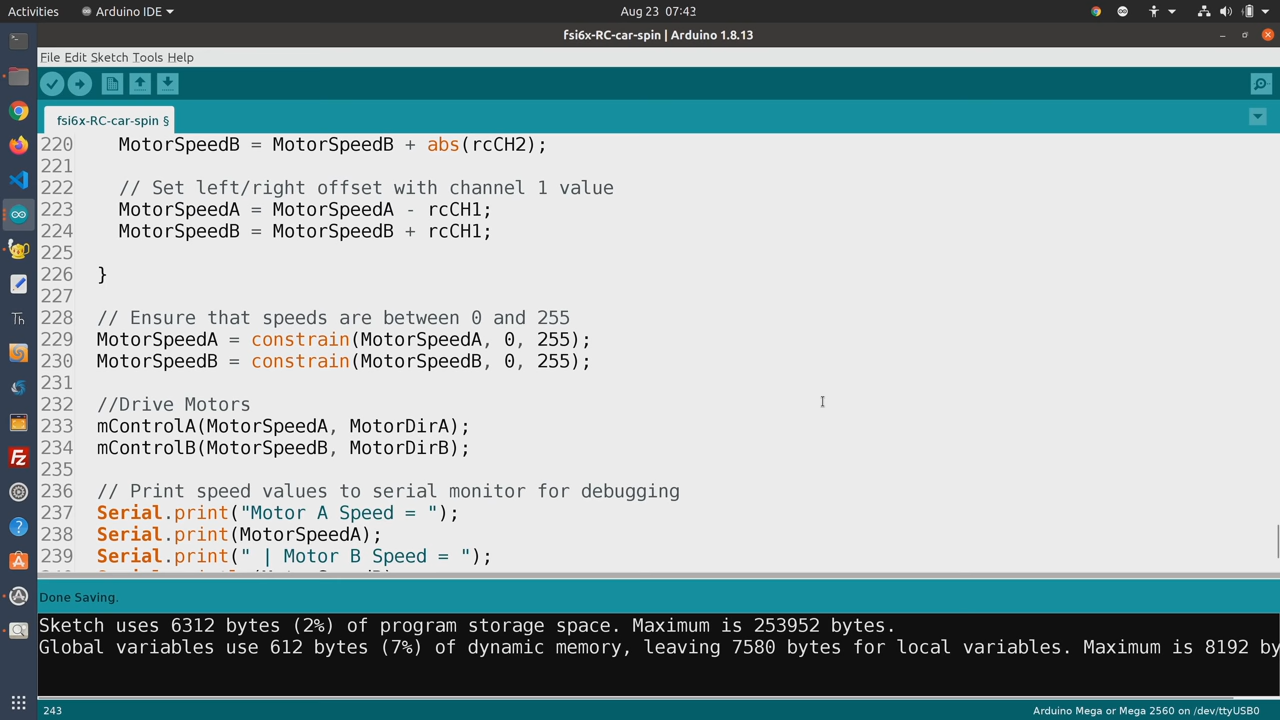 Activities Arduino IDE Aug 23 07:43
fsi6x-RC-car-spin | Arduino 1.8.13
File Edit Sketch Tools Help
fsi6x-RC-car-spin §
220 MotorSpeedB = MotorSpeedB + abs(rcCH2);
221
222 // Set left/right offset with channel 1 value
223 MotorSpeedA = MotorSpeedA - rcCH1;
224 MotorSpeedB = MotorSpeedB + rcCH1;
225
226 }
227
228 // Ensure that speeds are between 0 and 255
229 MotorSpeedA = constrain(MotorSpeedA, 0, 255);
230 MotorSpeedB = constrain(MotorSpeedB, 0, 255);
231
232 //Drive Motors
233 mControlA(MotorSpeedA, MotorDirA);
234 mControlB(MotorSpeedB, MotorDirB);
235
236 // Print speed values to serial monitor for debugging
237 Serial.print("Motor A Speed = ");
238 Serial.print(MotorSpeedA);
239 Serial.print(" | Motor B Speed = ");
Th
Fz
Done Saving.
Sketch uses 6312 bytes (2%) of program storage space. Maximum is 253952 bytes.
Global variables use 612 bytes (7%) of dynamic memory, leaving 7580 bytes for local variables. Maximum is 8192 by
243 Arduino Mega or Mega 2560 on /dev/ttyUSB0